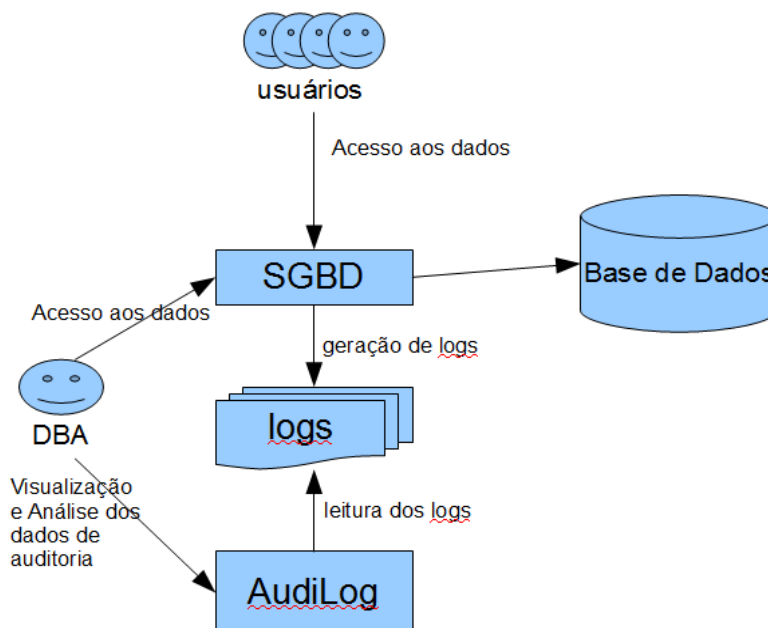 usuários
Acesso aos dados
SGBD
Base de Dados
Acesso aos dados
geração de logs
logs
DBA
Visualização
e Análise dos
dados de
auditoria
leitura dos logs
AudiLog